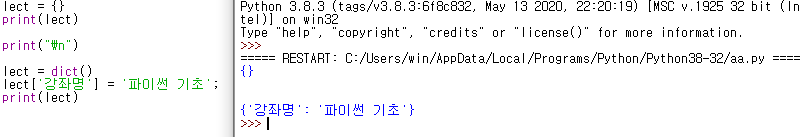 lect = {}
print(lect)
print("₩n")
lect = dict()
lect['강좌명'] = '파이썬 기초';
print(lect)
Python 3.8.3 (tags/v3.8.3:6f8c832, May 13 2020, 22:20:19) [MSC v.1925 32 bit (In
tel)] on win32
Type "help", "copyright", "credits" or "license()" for more information.
>>>
===== RESTART: C:/Users/win/AppData/Local/Programs/Python/Python38-32/aa.py ====
{}
{'강좌명': '파이썬 기초'}
>>>